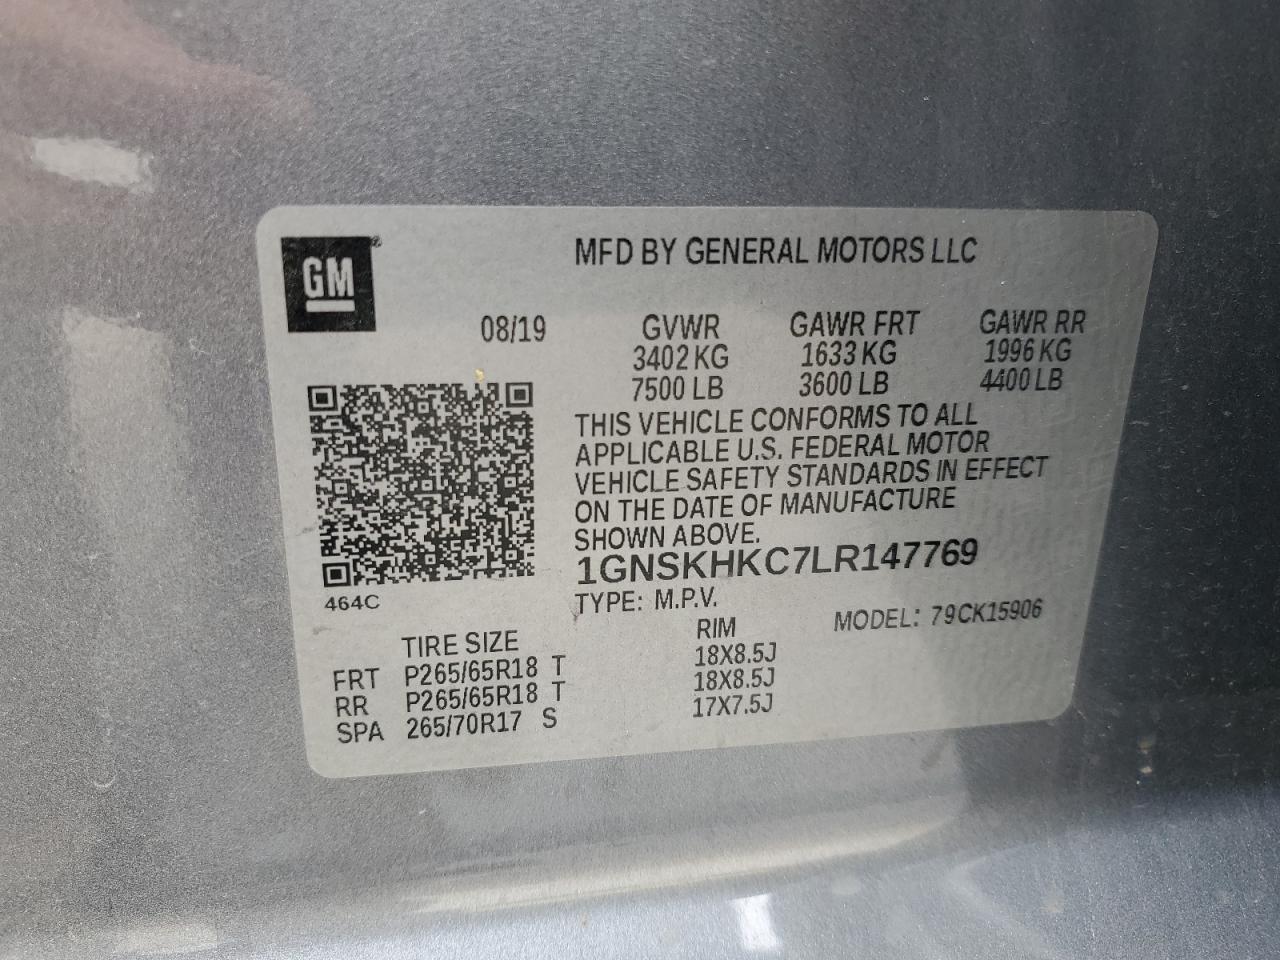 GM®
MFD BY GENERAL MOTORS LLC
08/19 GVWR GAWR FRT GAWR RR
3402 KG 1633 KG 1996 KG
7500 LB 3600 LB 4400 LB
THIS VEHICLE CONFORMS TO ALL
APPLICABLE U.S. FEDERAL MOTOR
VEHICLE SAFETY STANDARDS IN EFFECT
ON THE DATE OF MANUFACTURE
SHOWN ABOVE.
1GNSKHKC7LR147769
464C
TYPE: M.P.V. MODEL: 79CK15906
TIRE SIZE RIM
FRT P265/65R18 T 18X8.5J
RR P265/65R18 T 18X8.5J
SPA 265/70R17 S 17X7.5J